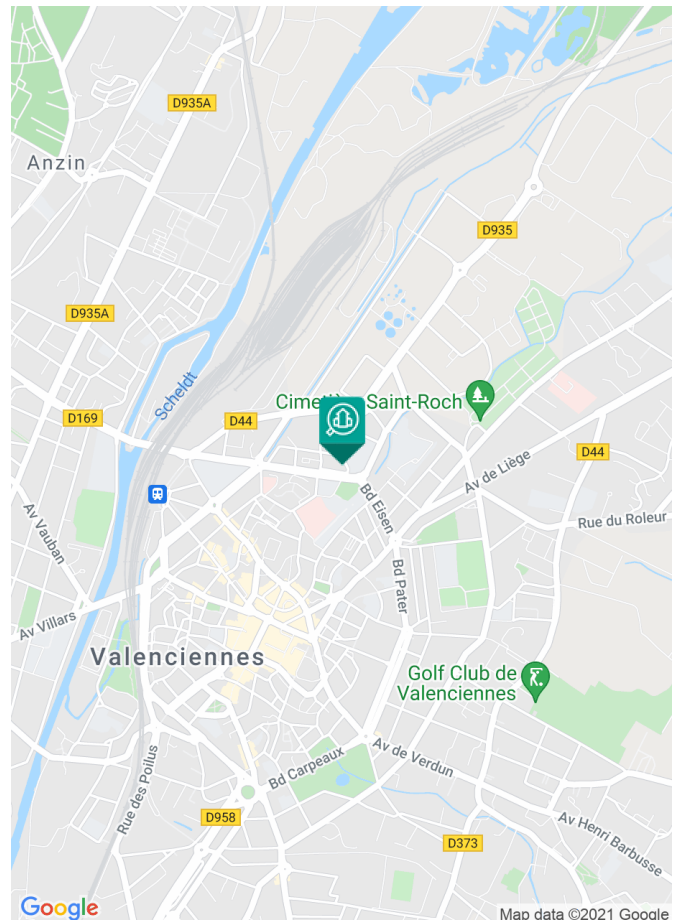 D935A
Anzin
D935
D935A
Scheldt
Saint-Roch
D169
D44
D44
Av de Liège
Bd Eisen
Rue du Roleur
Av Vauban
Bd Pater
Av Villars
Valenciennes
Golf Club de
Valenciennes
Av de Verdun
Bd Carpeaux
Rue des Poilus
D958
Av Henri Barbusse
D373
Google
Map data ©2021 Google